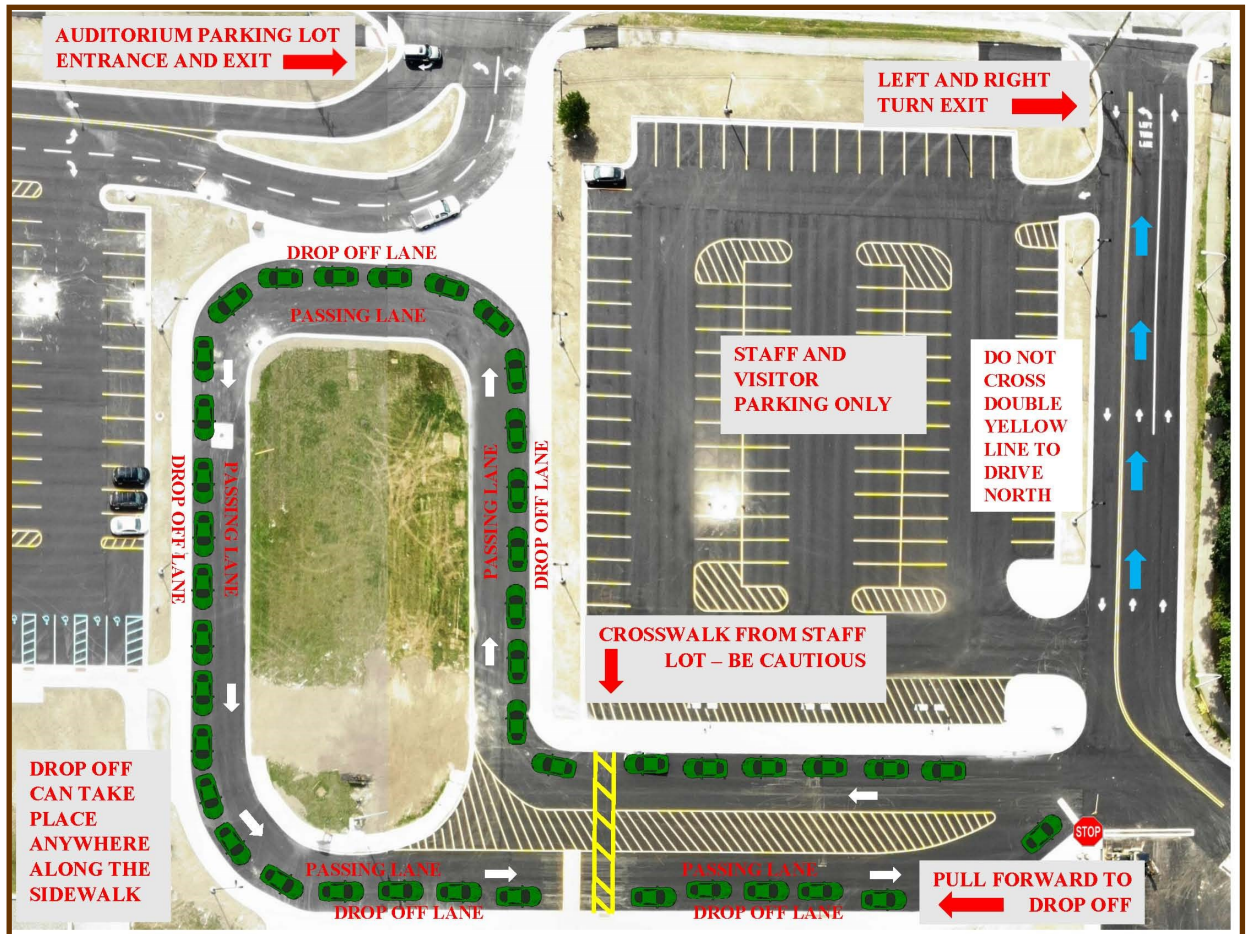 AUDITORIUM PARKING LOT
ENTRANCE AND EXIT
LEFT AND RIGHT
TURN EXIT
LEFT
TURN
LANE
DROP OFF LANE
PASSING LANE
STAFF AND
VISITOR
PARKING ONLY
DO NOT
CROSS
DOUBLE
YELLOW
LINE TO
DRIVE
NORTH
DROP OFF LANE
PASSING LANE
PASSING LANE
DROP OFF LANE
CROSSWALK FROM STAFF
LOT – BE CAUTIOUS
DROP OFF
CAN TAKE
PLACE
ANYWHERE
ALONG THE
SIDEWALK
STOP
PASSING LANE
DROP OFF LANE
PASSING LANE
DROP OFF LANE
PULL FORWARD TO
DROP OFF